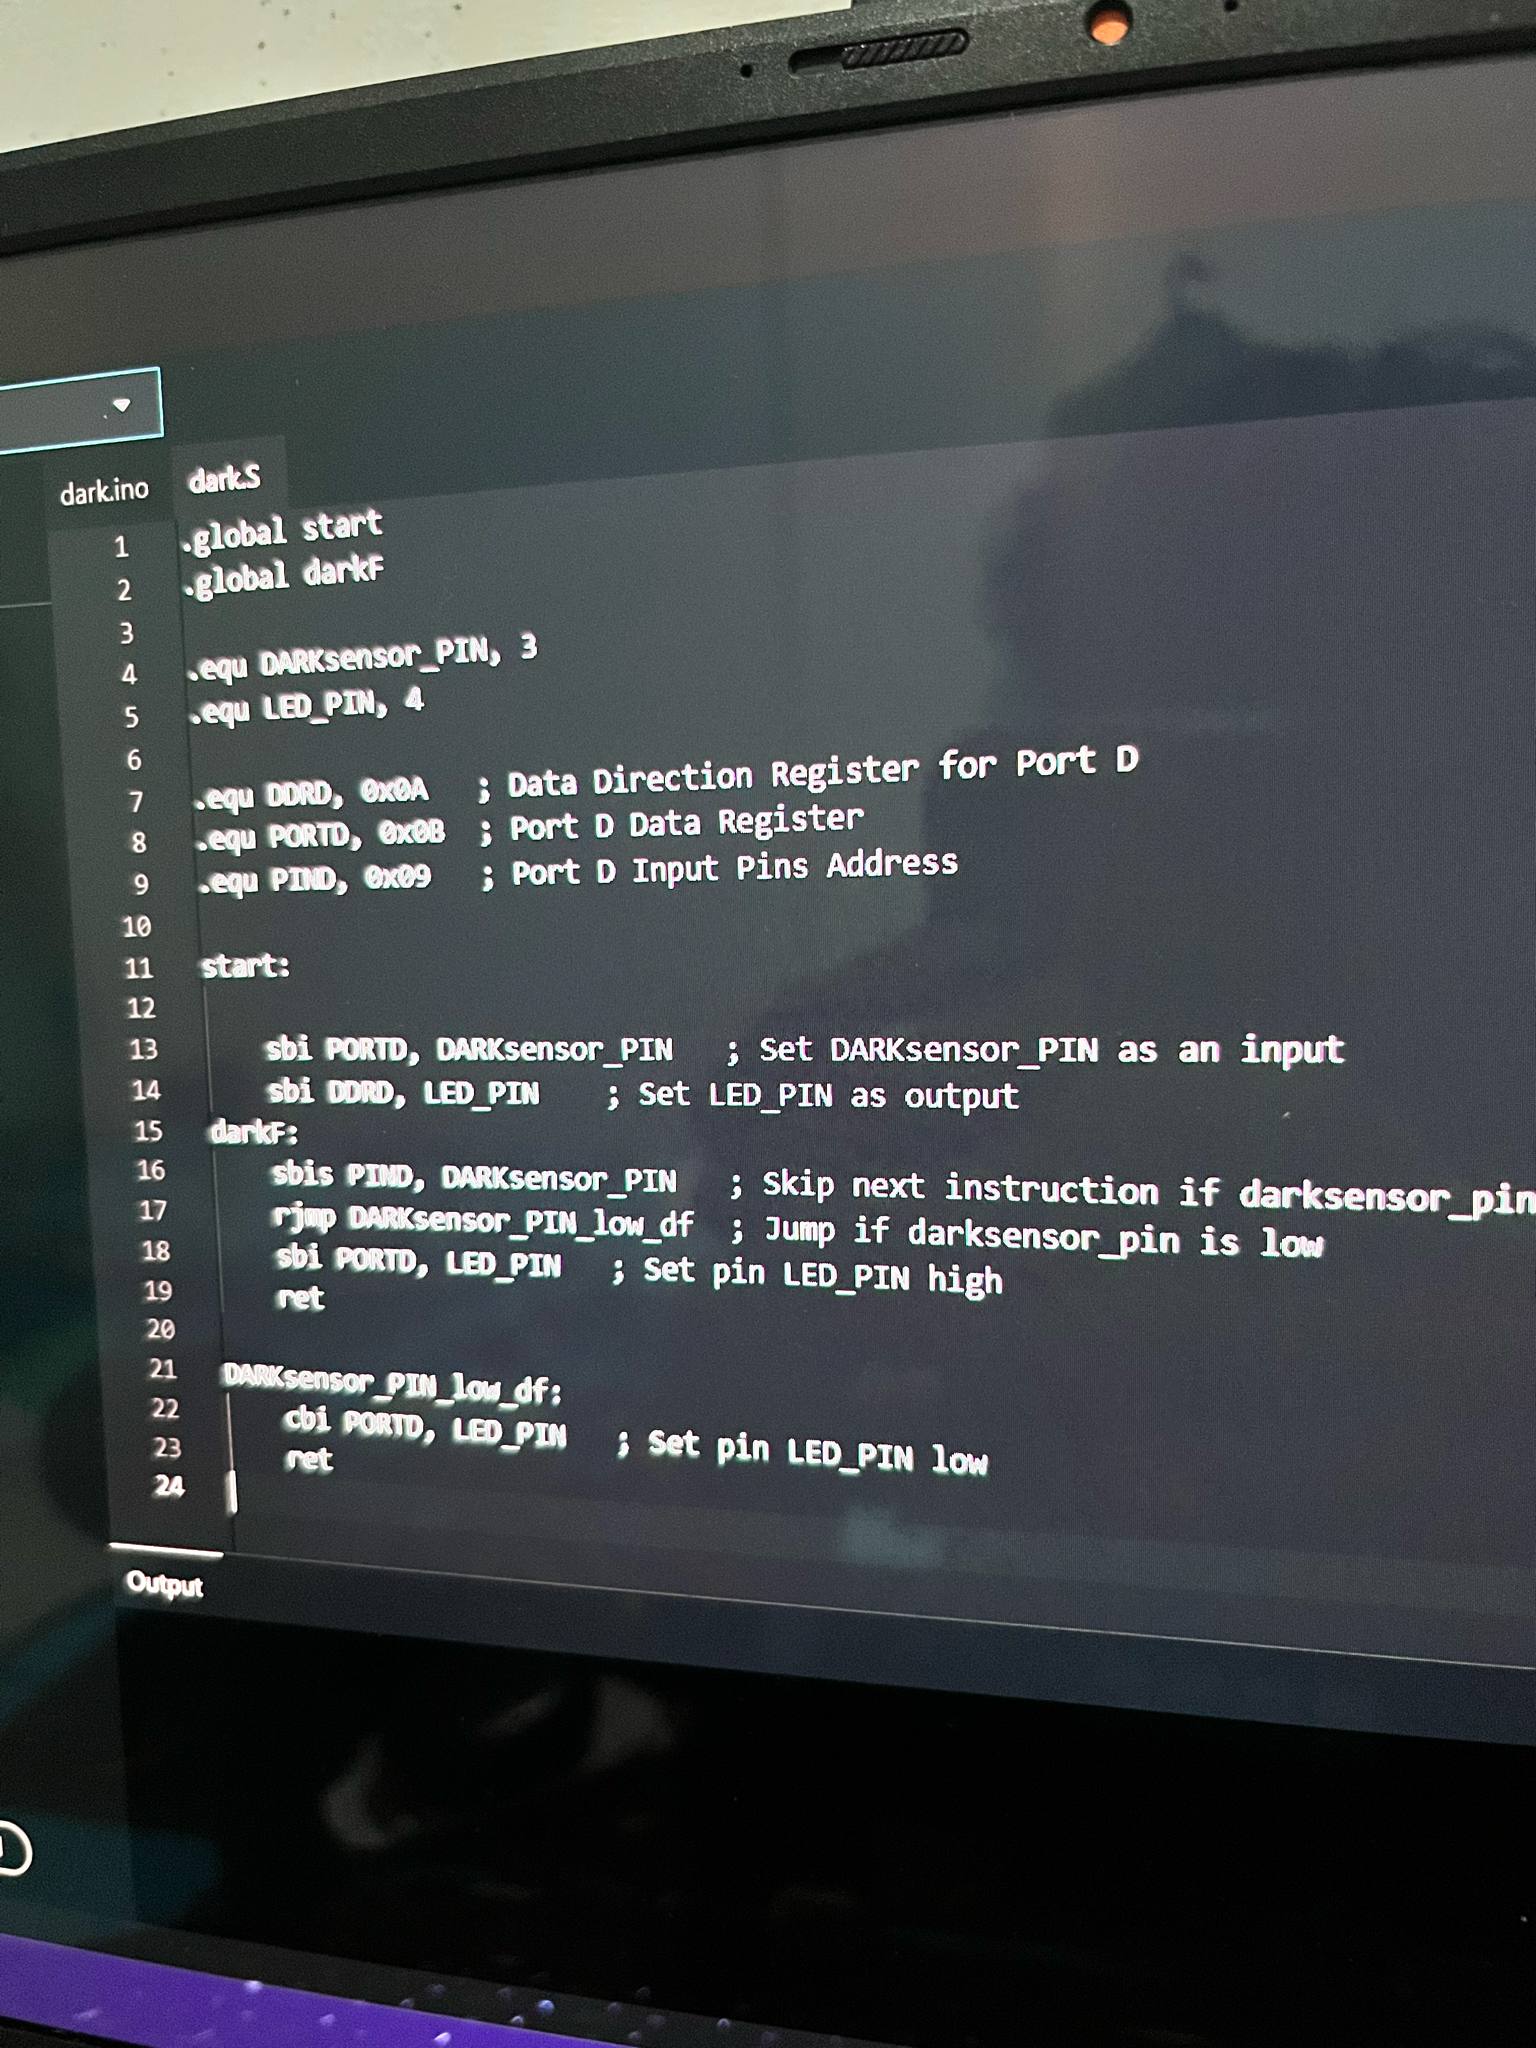 dark.ino dark.S
1 .global start
2 .global darkF
3
4 .equ DARKsensor_PIN, 3
5 .equ LED_PIN, 4
6
7 .equ DDRD, 0x0A ; Data Direction Register for Port D
8 .equ PORTD, 0x0B ; Port D Data Register
9 .equ PIND, 0x09 ; Port D Input Pins Address
10
11 start:
12
13 sbi PORTD, DARKsensor_PIN ; Set DARKsensor_PIN as an input
14 sbi DDRD, LED_PIN ; Set LED_PIN as output
15 darkF:
16 sbis PIND, DARKsensor_PIN ; Skip next instruction if darksensor_pin
17 rjmp DARKsensor_PIN_low_df ; Jump if darksensor_pin is low
18 sbi PORTD, LED_PIN ; Set pin LED_PIN high
19 ret
20
21 DARKsensor_PIN_low_df:
22 cbi PORTD, LED_PIN ; Set pin LED_PIN low
23 ret
24
Output